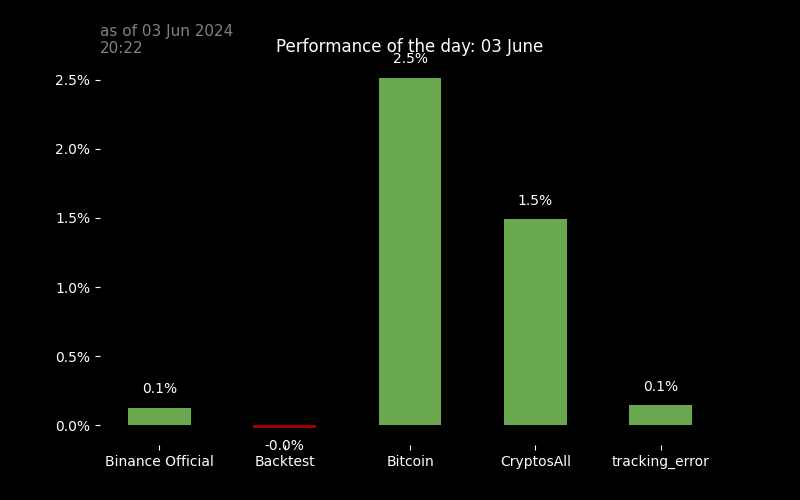 as of 03 Jun 2024
20:22
Performance of the day: 03 June
2.5%
2.5%
2.0%
1.5%
1.5%
1.0%
0.5%
0.1%
0.1%
0.0%
-0.0%
Binance Official
Backtest
Bitcoin
CryptosAll
tracking_error